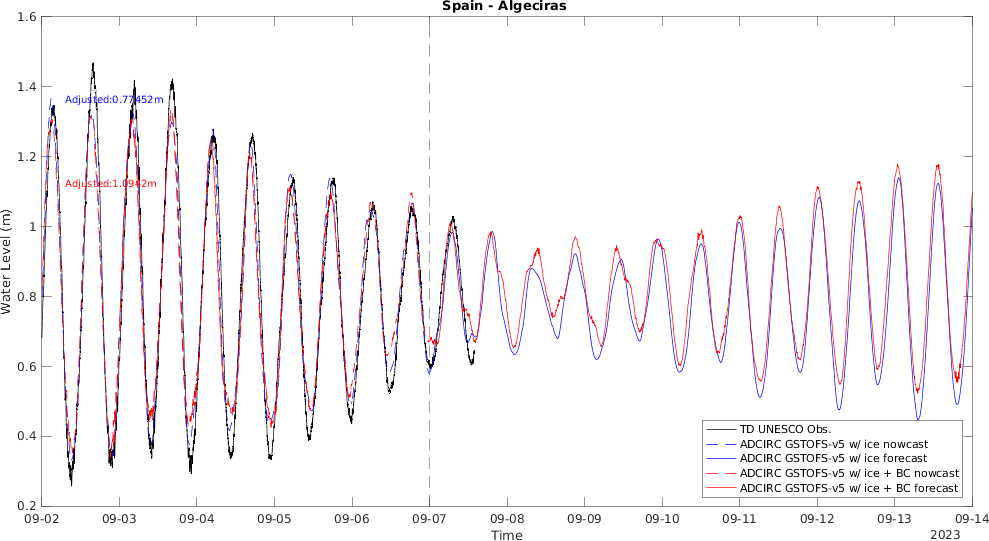 Spain - Algeciras
1.6
1.4
1.2
1
0.8
0.6
0.4
0.2
Water Level (m)
Adjusted:0.77452m
Adjusted:1.0942m
TD UNESCO Obs.
ADCIRC GSTOFS-v5 w/ ice nowcast
ADCIRC GSTOFS-v5 w/ ice forecast
ADCIRC GSTOFS-v5 w/ ice + BC nowcast
ADCIRC GSTOFS-v5 w/ ice + BC forecast
09-02 09-03 09-04 09-05 09-06 09-07 09-08 09-09 09-10 09-11 09-12 09-13 09-14
Time
2023